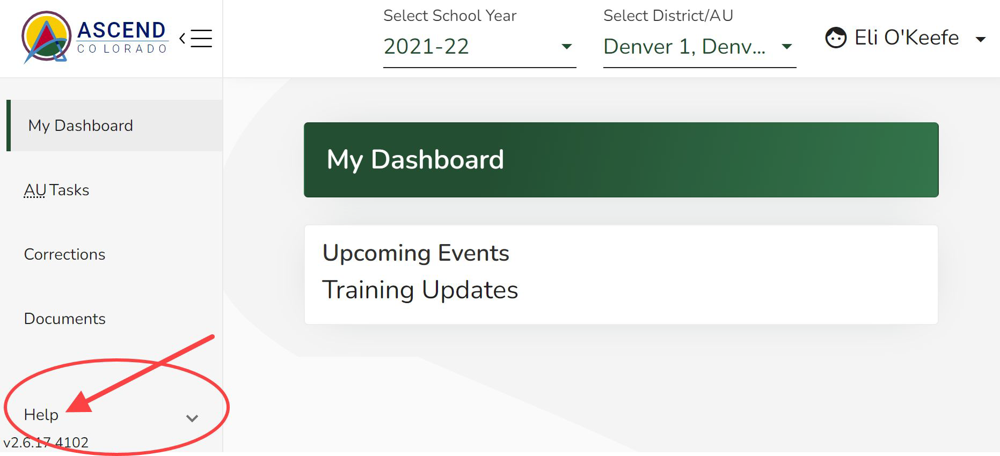 ASCEND
COLORADO
Select School Year
2021-22
Select District/AU
Denver 1, Denv...
Eli O'Keefe
My Dashboard
AU Tasks
Corrections
Documents
Help
v2.6.17.4102
My Dashboard
Upcoming Events
Training Updates